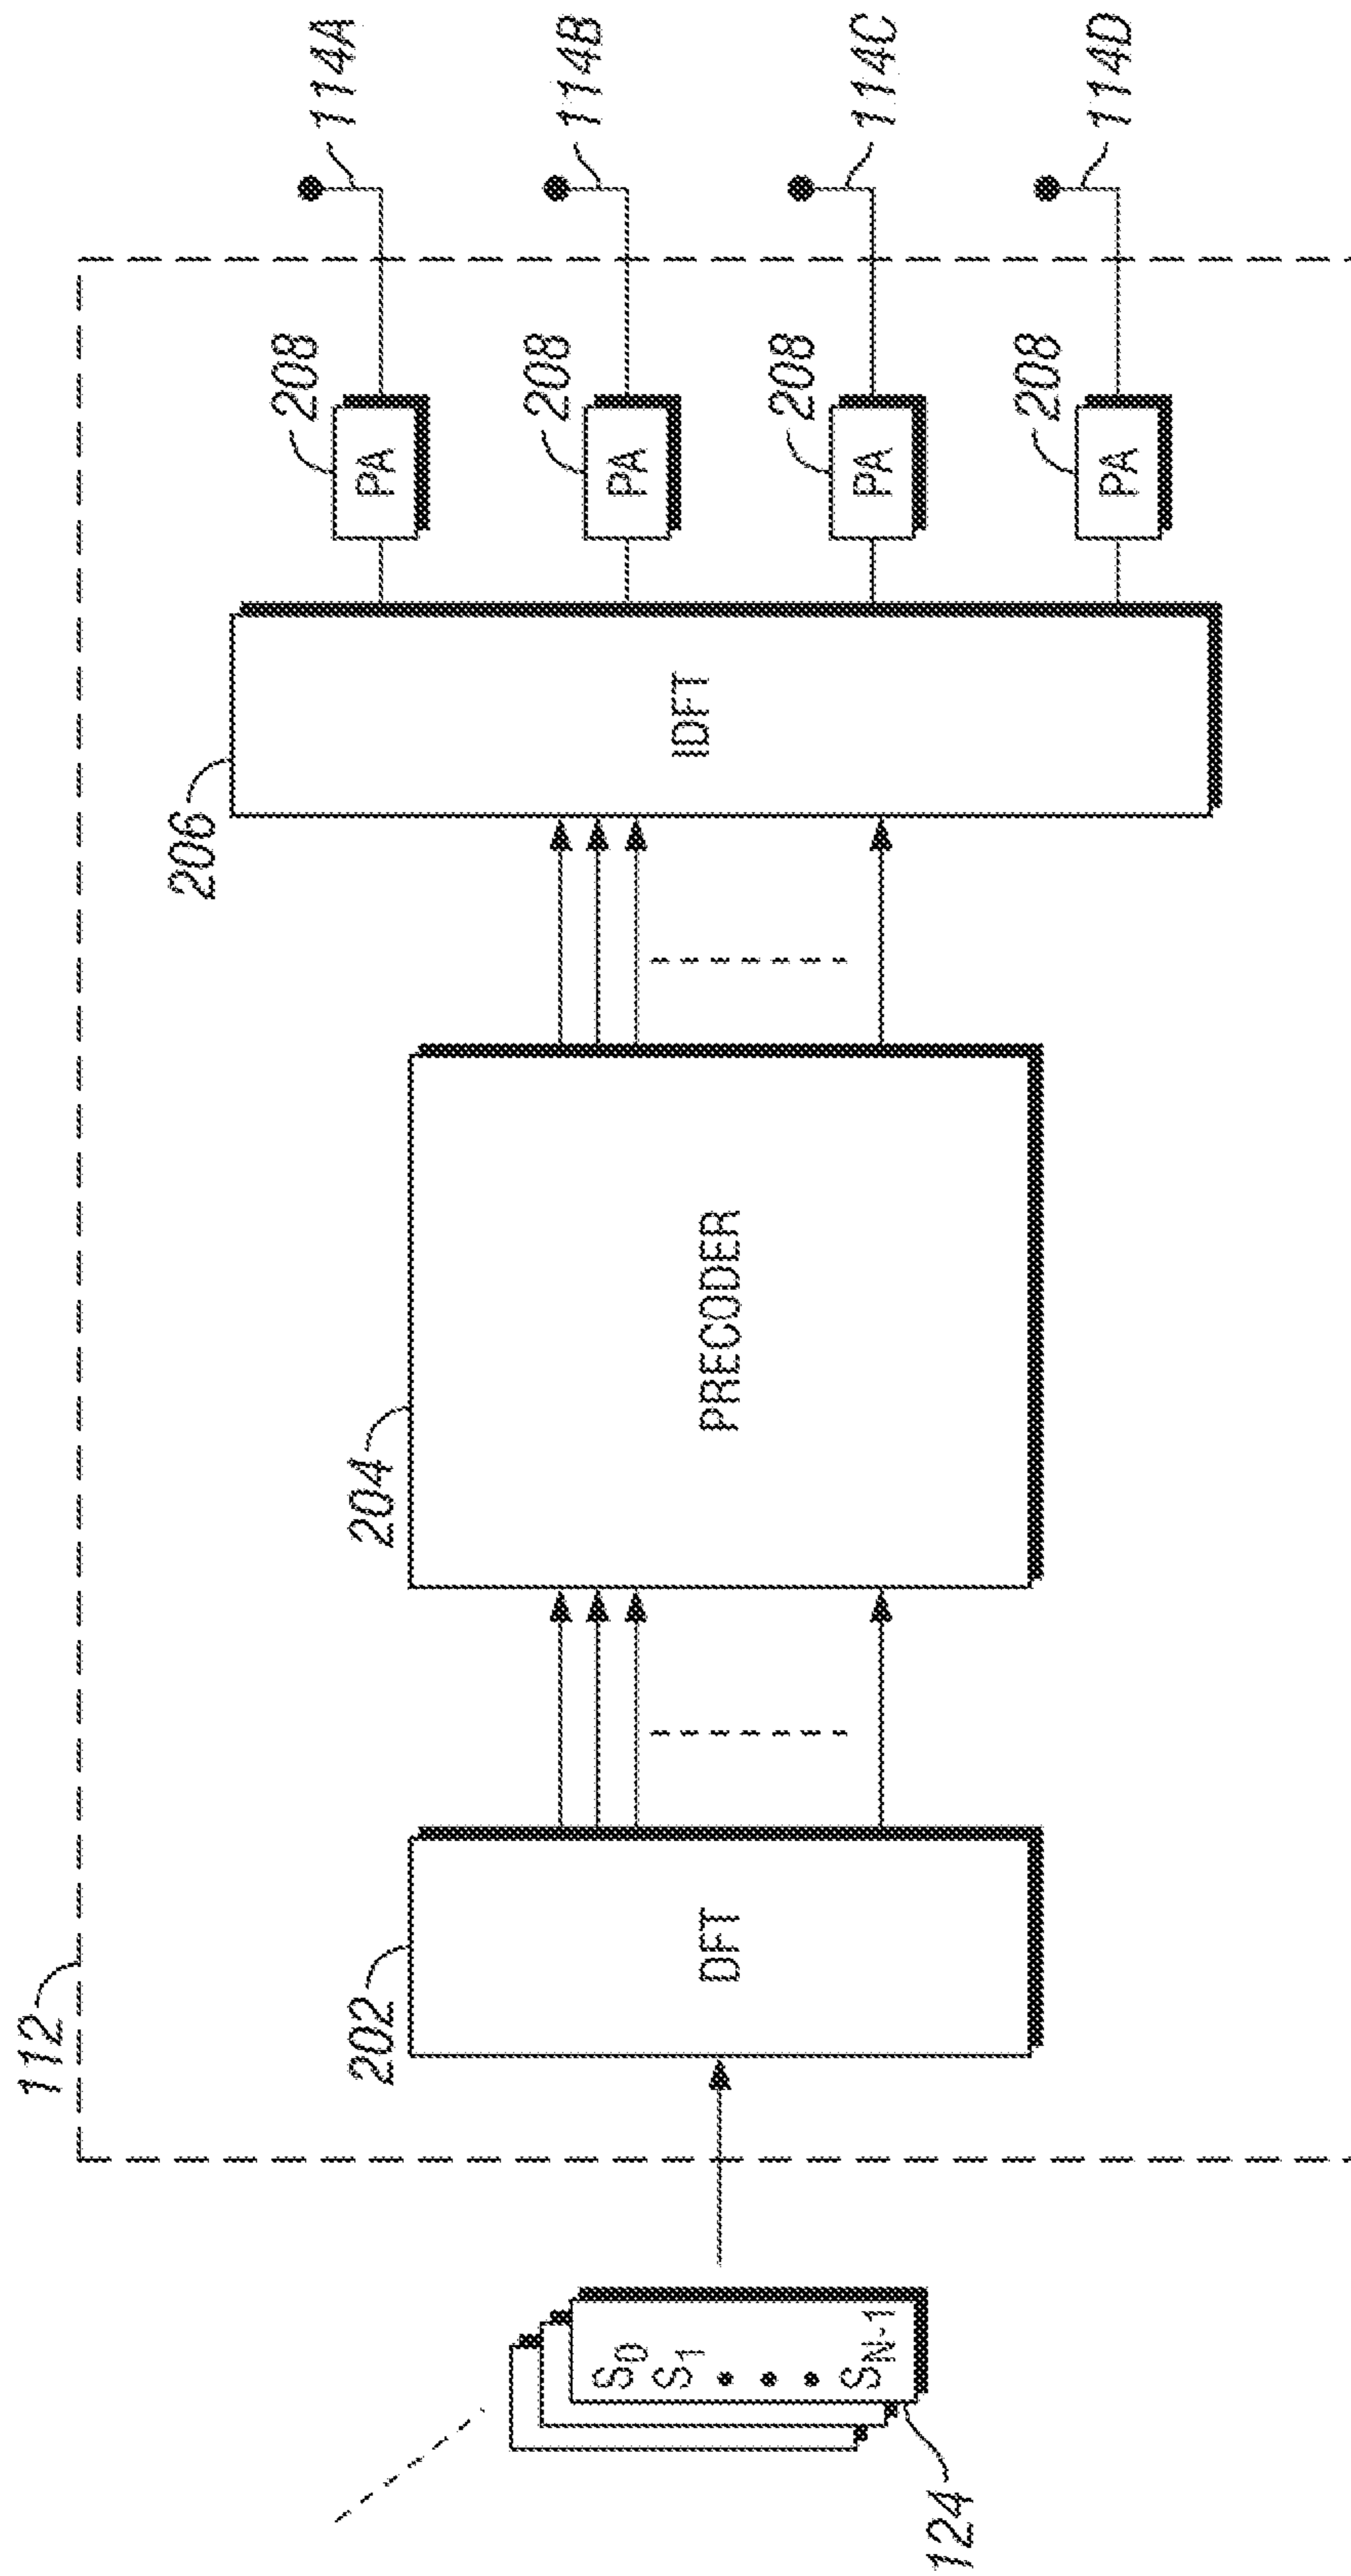 112
202
DFT
204
PRECODER
206
IDFT
208
PA
114A
208
PA
114B
208
PA
114C
208
PA
114D
S0
S1
SN-1
124